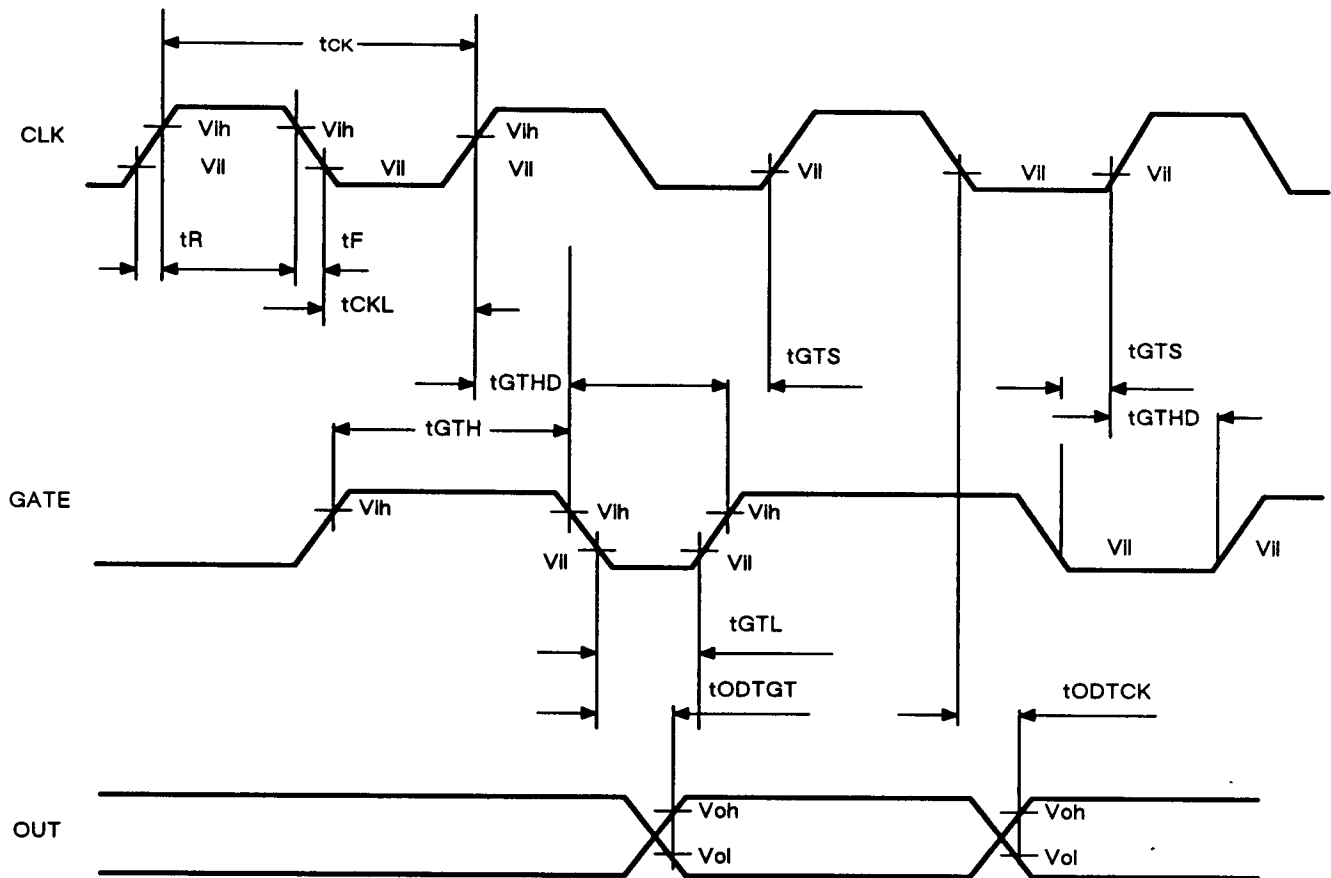 tCK
CLK
Vih
Vih
Vih
Vil
Vil
Vil
Vil
Vil
Vil
tR
tF
tCKL
tGTS
tGTS
tGTHD
tGTHD
tGTH
GATE
Vih
Vih
Vih
Vil
Vil
Vil
Vil
tGTL
tODTGT
tODTCK
OUT
Voh
Voh
Vol
Vol